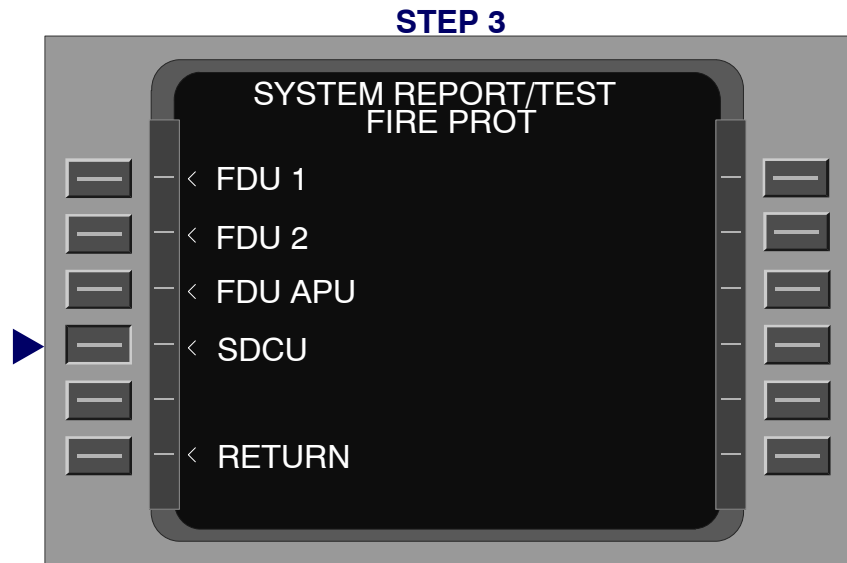 STEP 3
SYSTEM REPORT/TEST
FIRE PROT
< FDU 1
< FDU 2
< FDU APU
< SDCU
< RETURN